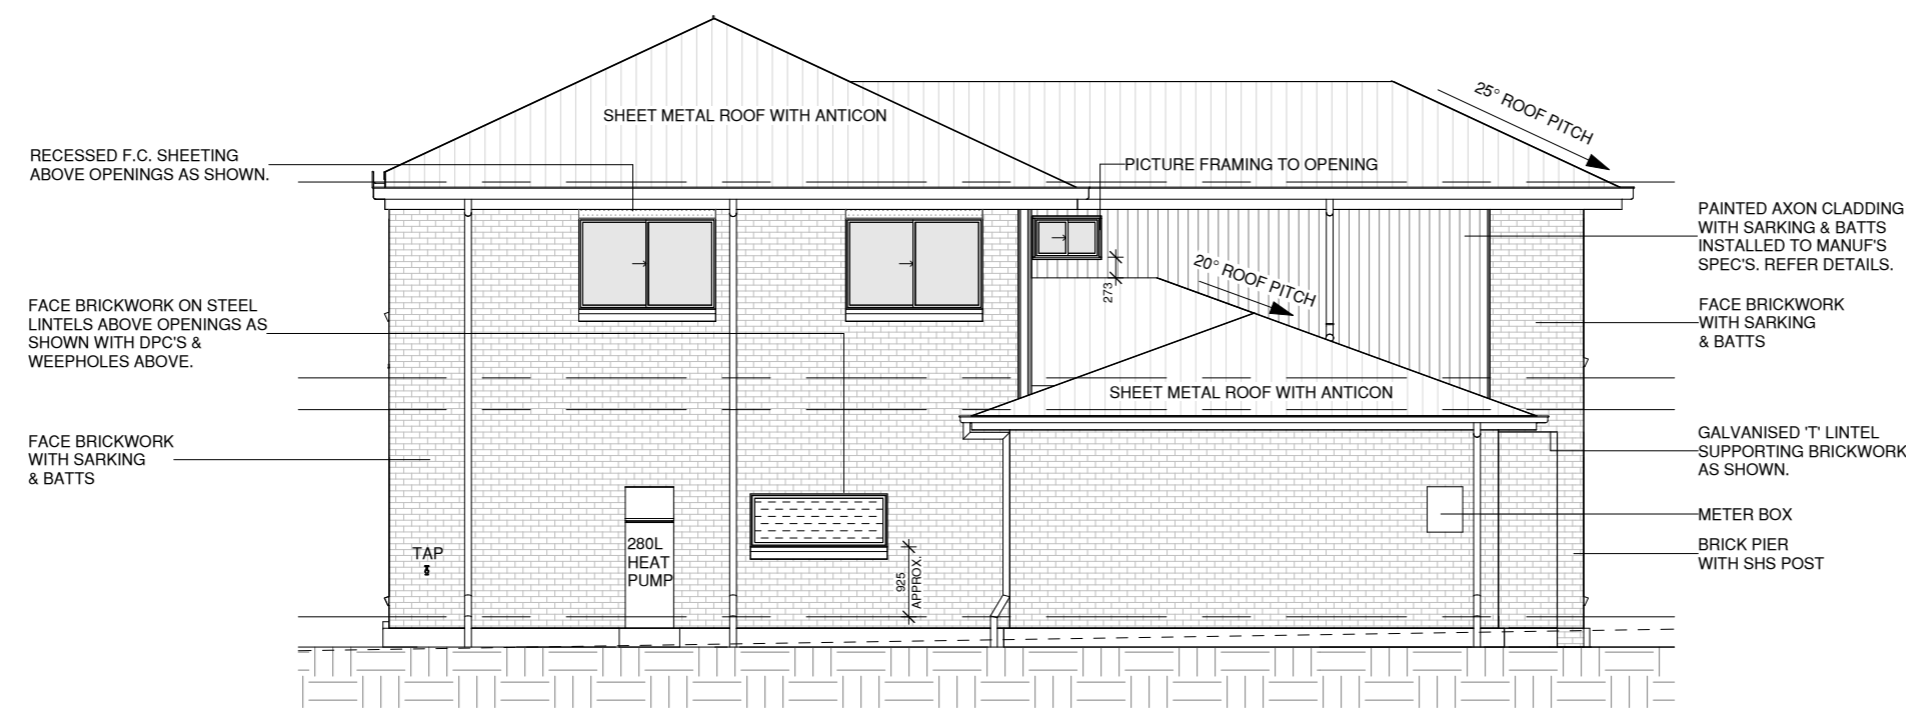 SHEET METAL ROOF WITH ANTICON
25° ROOF PITCH
RECESSED F.C. SHEETING
ABOVE OPENINGS AS SHOWN.
PICTURE FRAMING TO OPENING
PAINTED AXON CLADDING
WITH SARKING & BATTS
INSTALLED TO MANUF'S
SPEC'S. REFER DETAILS.
20° ROOF PITCH
273
FACE BRICKWORK ON STEEL
LINTELS ABOVE OPENINGS AS
SHOWN WITH DPC'S &
WEEPHOLES ABOVE.
FACE BRICKWORK
WITH SARKING
& BATTS
SHEET METAL ROOF WITH ANTICON
FACE BRICKWORK
WITH SARKING
& BATTS
GALVANISED 'T' LINTEL
SUPPORTING BRICKWORK
AS SHOWN.
METER BOX
TAP
280L
HEAT
PUMP
925
APPROX.
BRICK PIER
WITH SHS POST